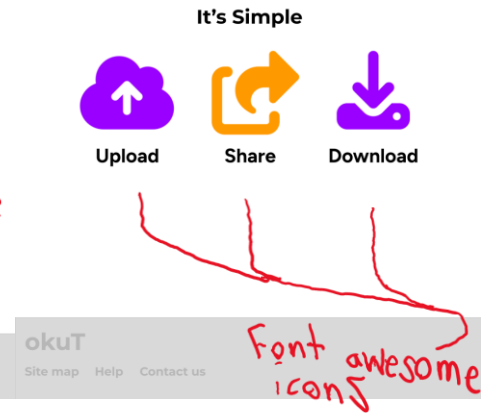 It's Simple
Upload Share Download
okuT
Site map Help Contact us
Font awesome
icons